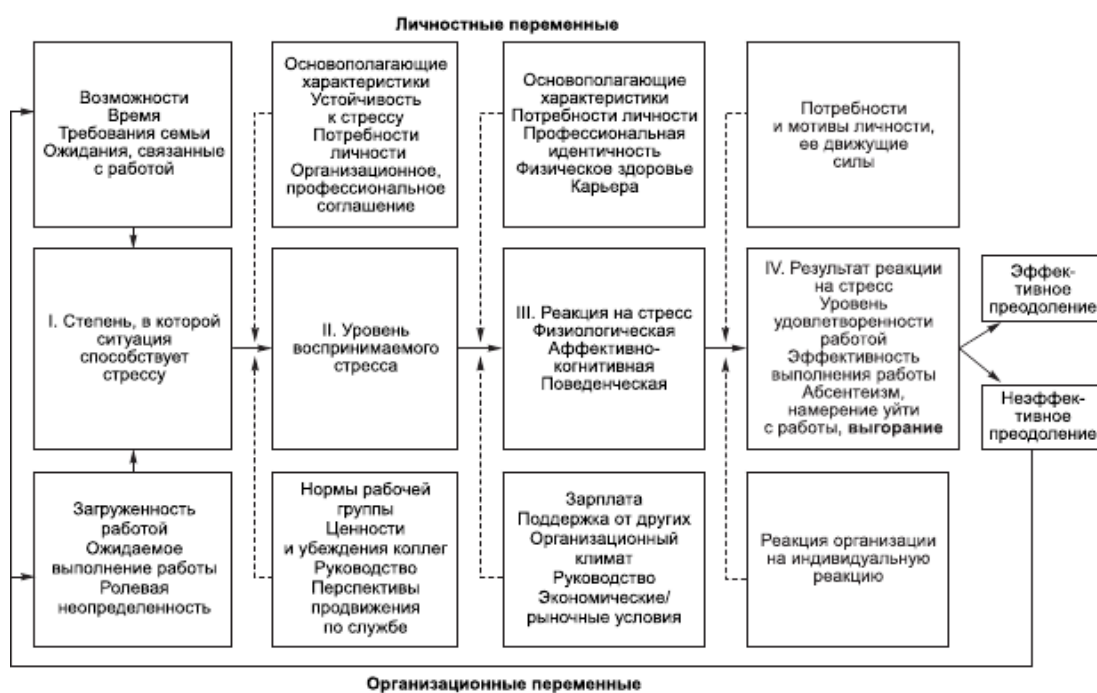 Личностные переменные
Возможности
Время
Требования семьи
Ожидания, связанные
с работой
Основополагающие
характеристики
Устойчивость
к стрессу
Потребности
личности
Организационное,
профессиональное
соглашение
Основополагающие
характеристики
Потребности личности
Профессиональная
идентичность
Физическое здоровье
Карьера
Потребности
и мотивы личности,
ее движущие
силы
I. Степень, в которой
ситуация
способствует
стрессу
II. Уровень
воспринимаемого
стресса
III. Реакция на стресс
Физиологическая
Аффективно-
когнитивная
Поведенческая
IV. Результат реакции
на стресс
Уровень
удовлетворенности
работой
Эффективность
выполнения работы
Абсентеизм,
намерение уйти
с работы, выгорание
Эффек-
тивное
преодоление
Неэффек-
тивное
преодоление
Загруженность
работой
Ожидаемое
выполнение работы
Ролевая
неопределенность
Нормы рабочей
группы
Ценности
и убеждения коллег
Руководство
Перспективы
продвижения
по службе
Зарплата
Поддержка от других
Организационный
климат
Руководство
Экономические/
рыночные условия
Реакция организации
на индивидуальную
реакцию
Организационные переменные